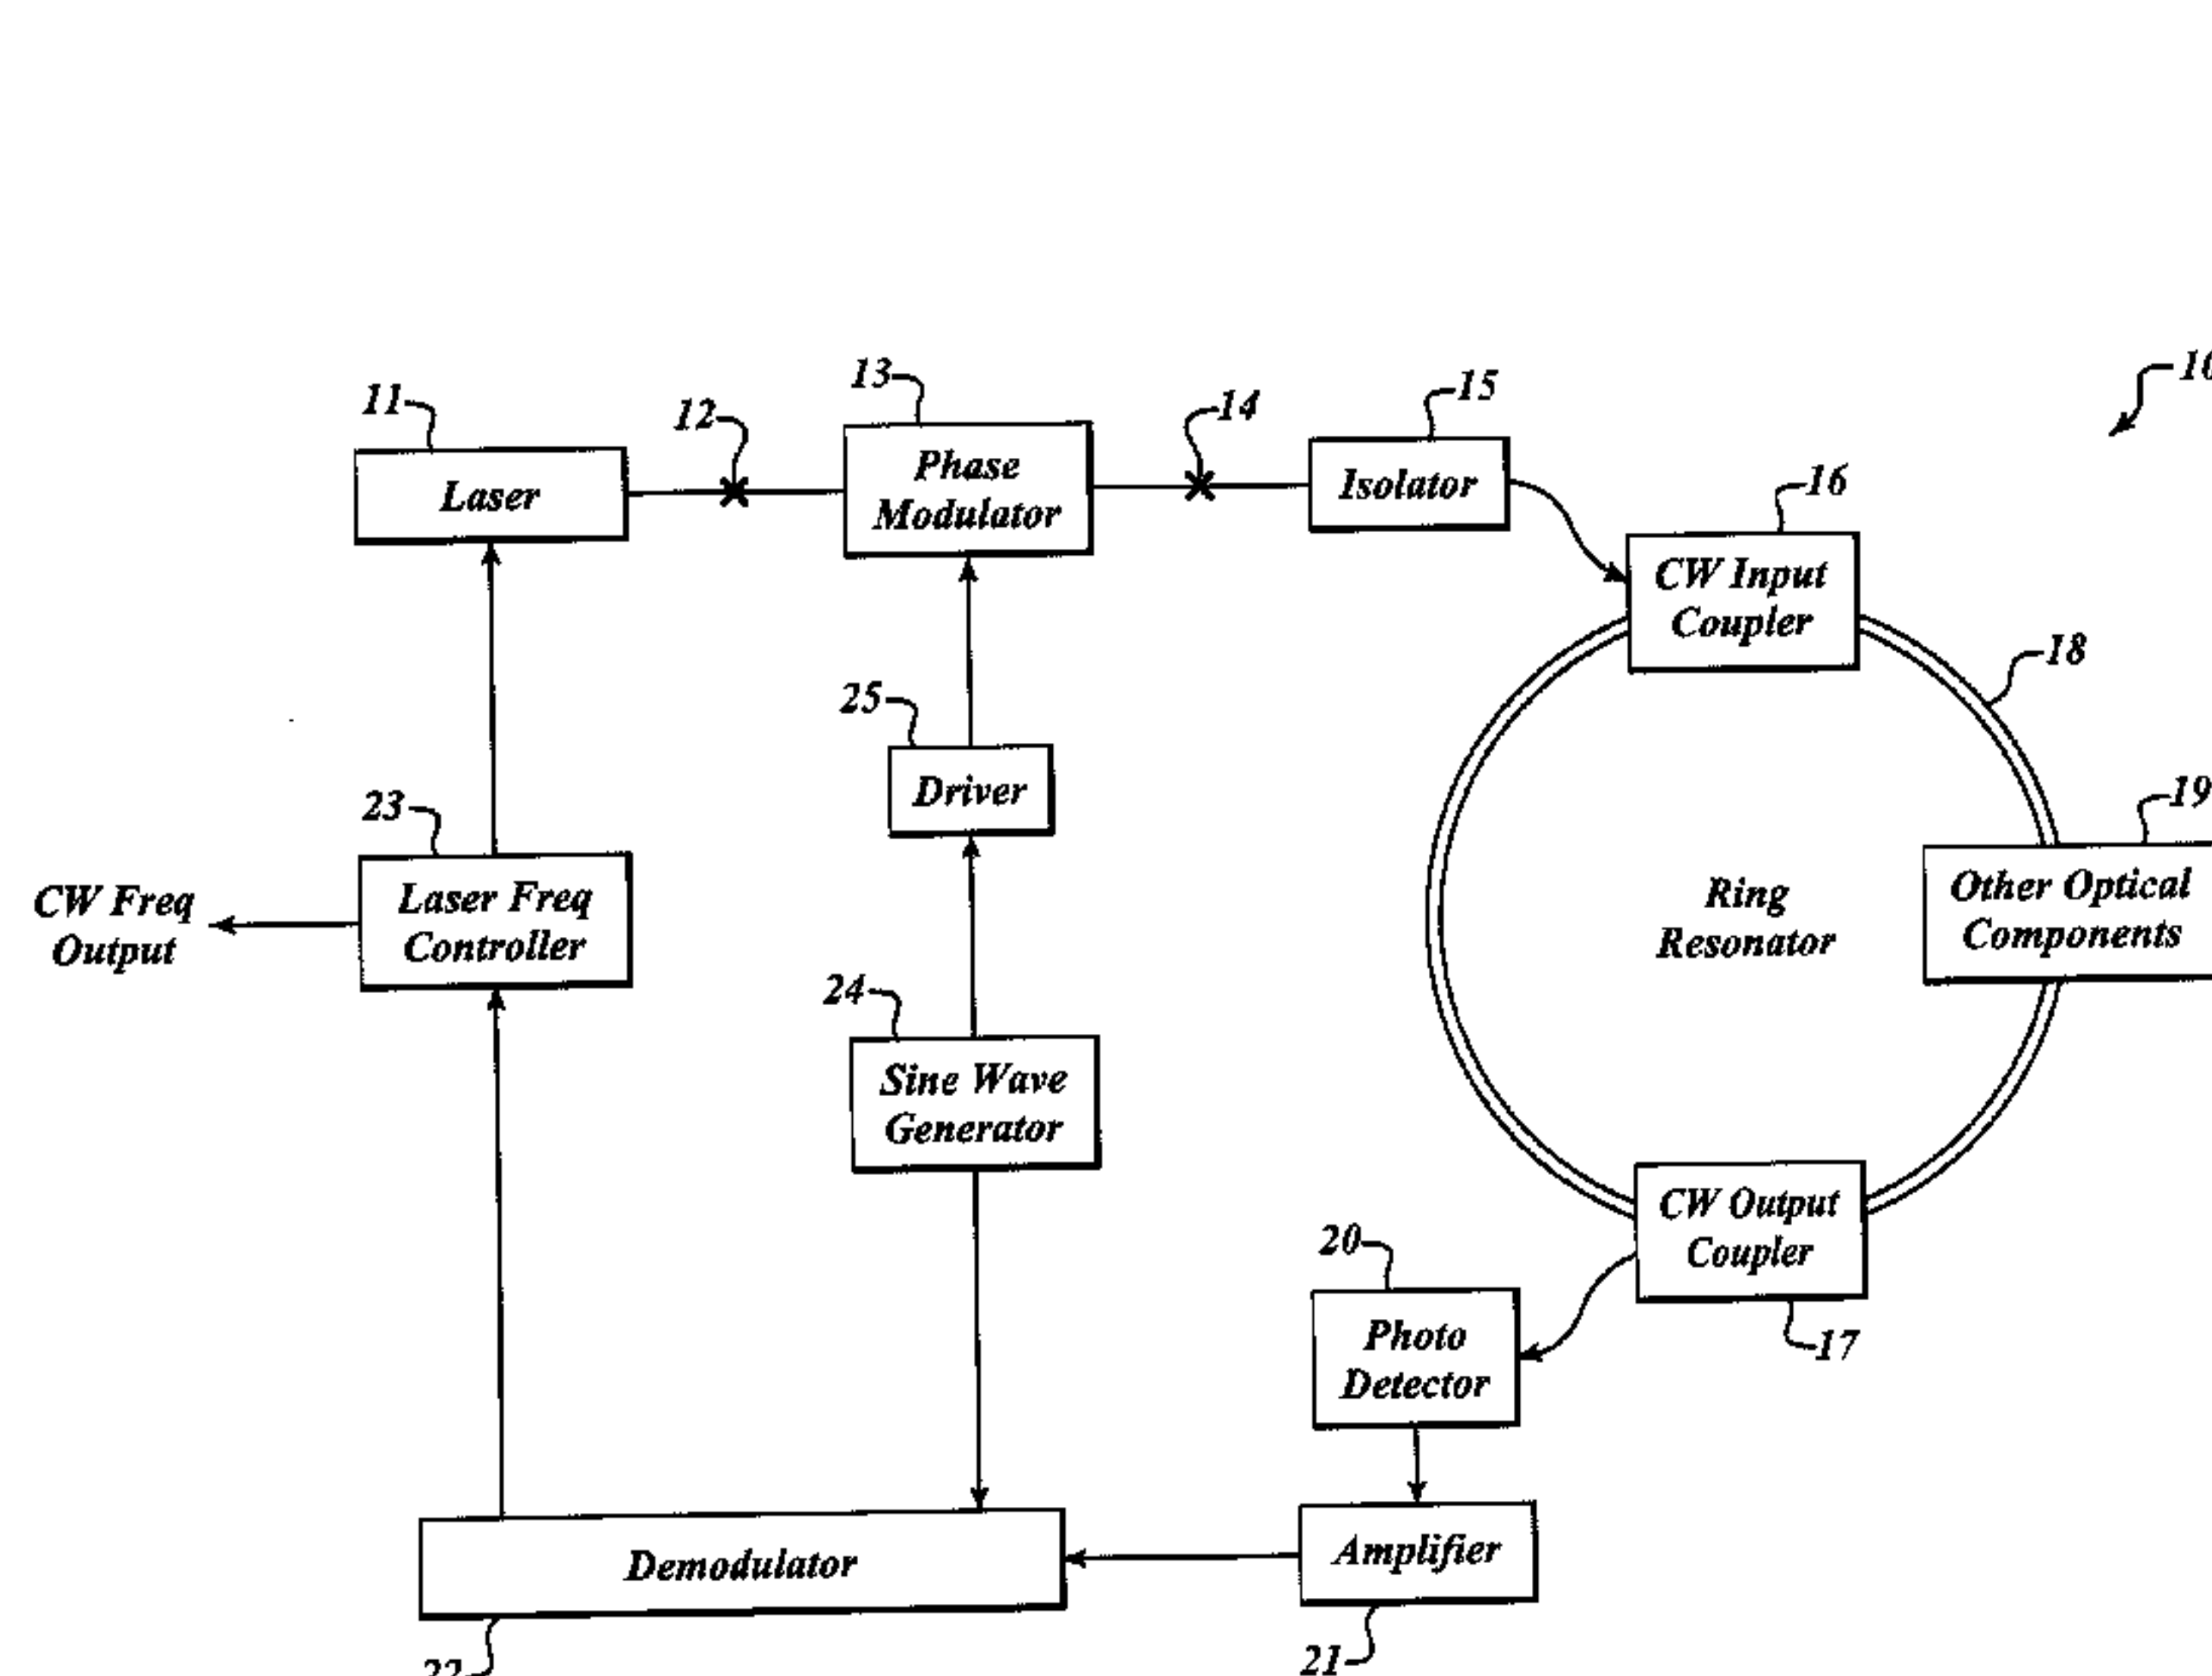 10
13
15
11
14
12
16
Laser
Phase
Modulator
Isolator
CW Input
Coupler
18
25
Driver
19
23
CW Freq
Output
Laser Freq
Controller
Ring
Resonator
Other Optical
Components
24
Sine Wave
Generator
CW Output
Coupler
20
Photo
Detector
17
Demodulator
Amplifier
22
21